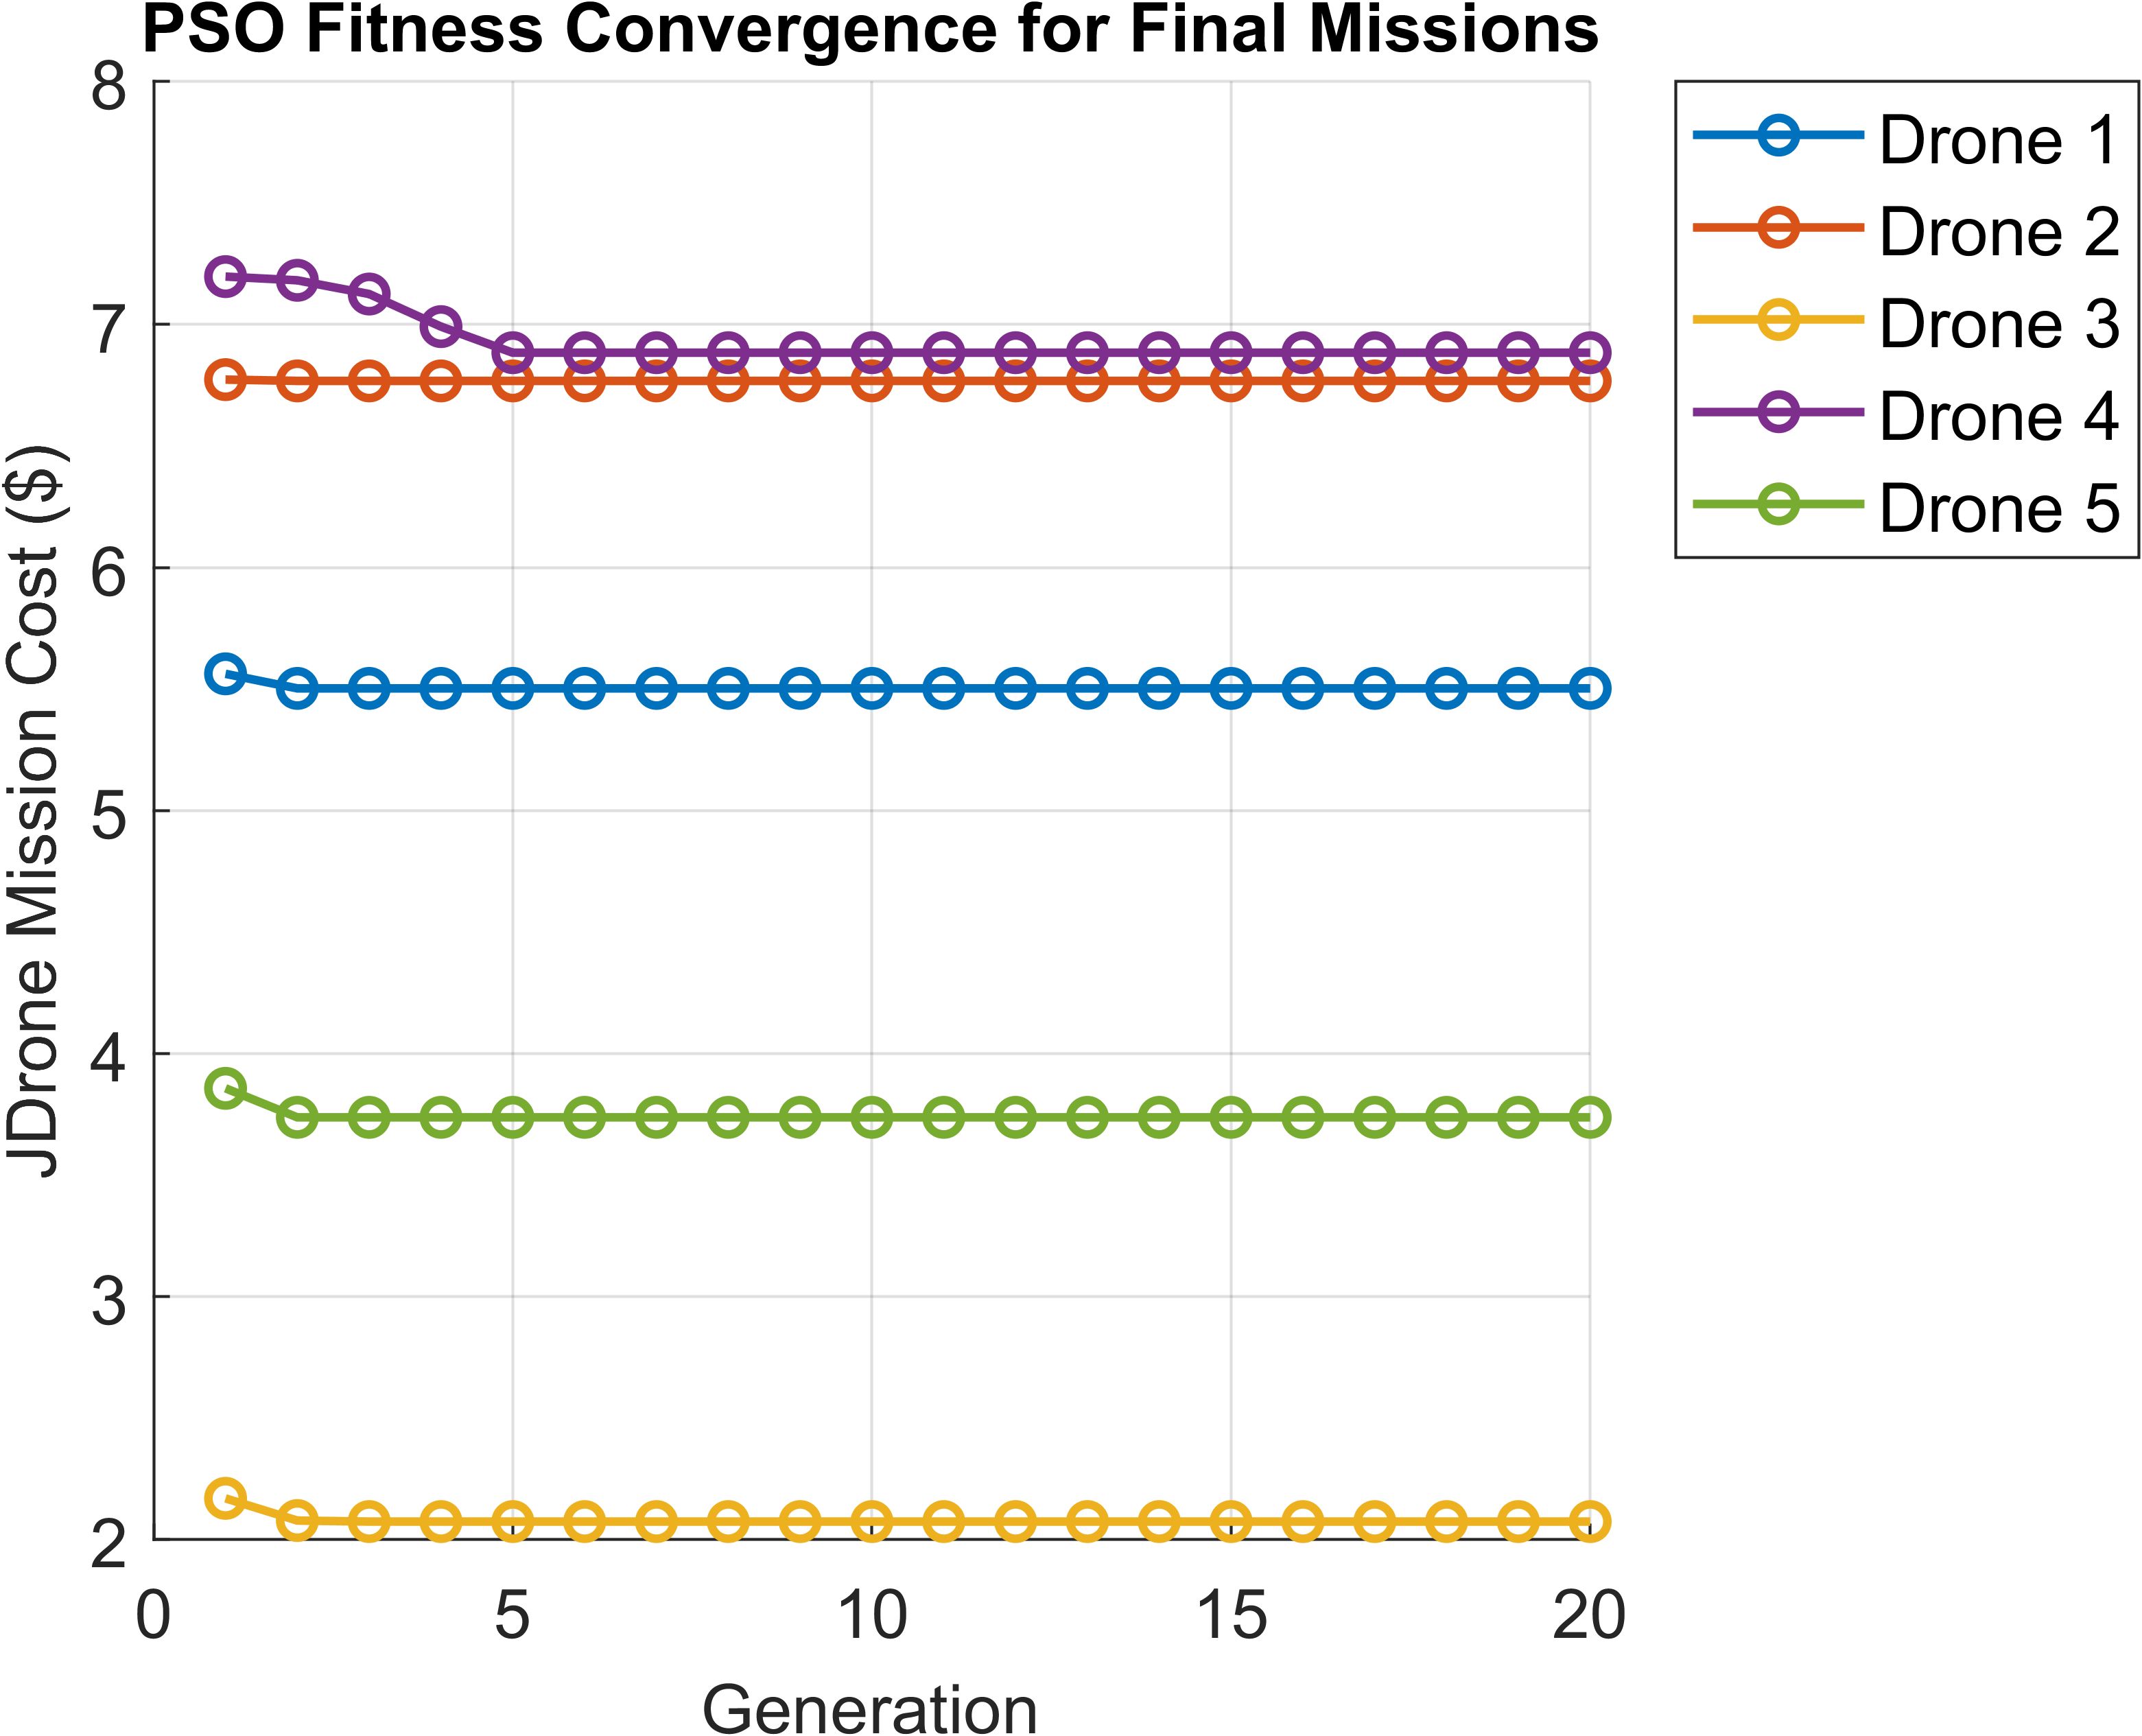 PSO Fitness Convergence for Final Missions
JDrone Mission Cost ($)
8
7
6
5
4
3
2
0
5
10
15
20
Generation
Drone 1
Drone 2
Drone 3
Drone 4
Drone 5